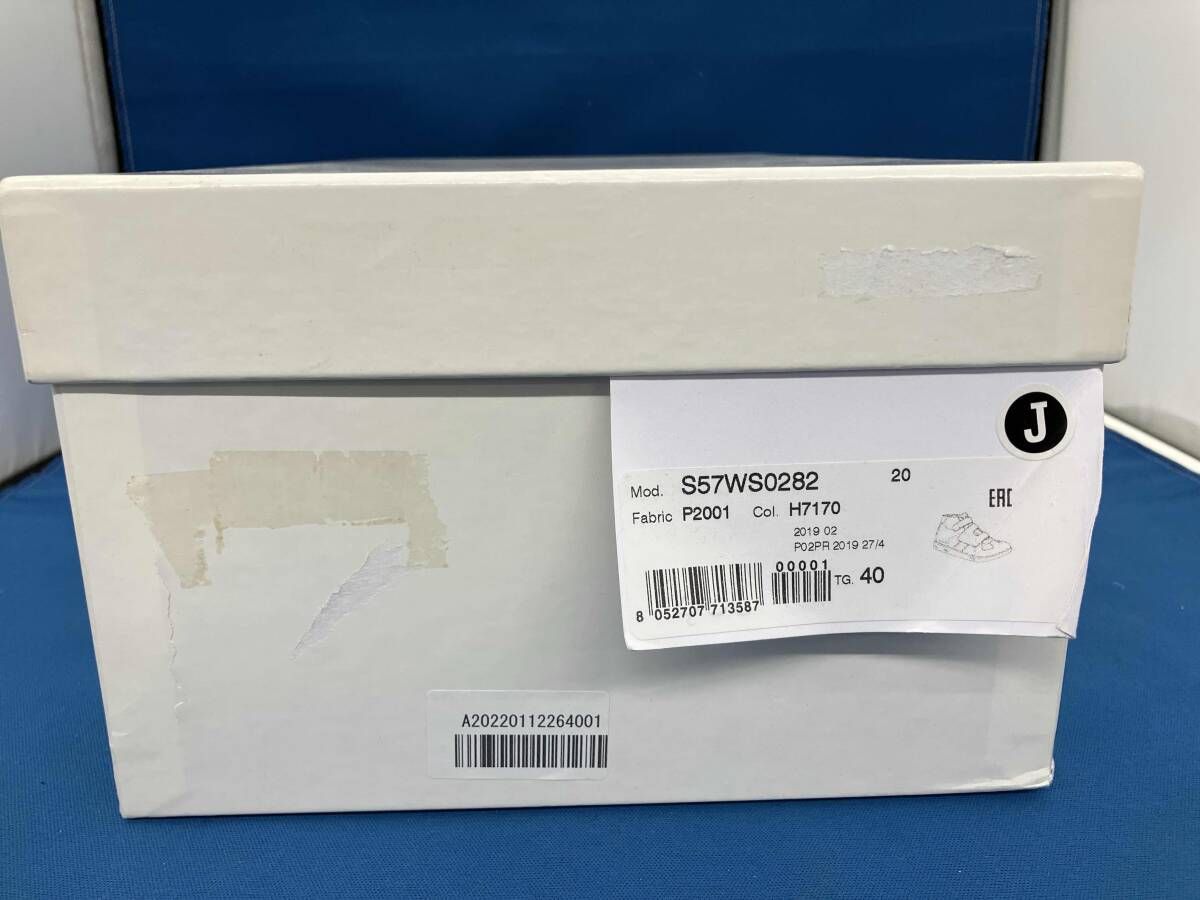 J
Mod. S57WS0282 20
Fabric P2001 Col. H7170 EAC
2019 02
P02PR 2019 27/4
00001
TG. 40
8 052707 713587
A20220112264001